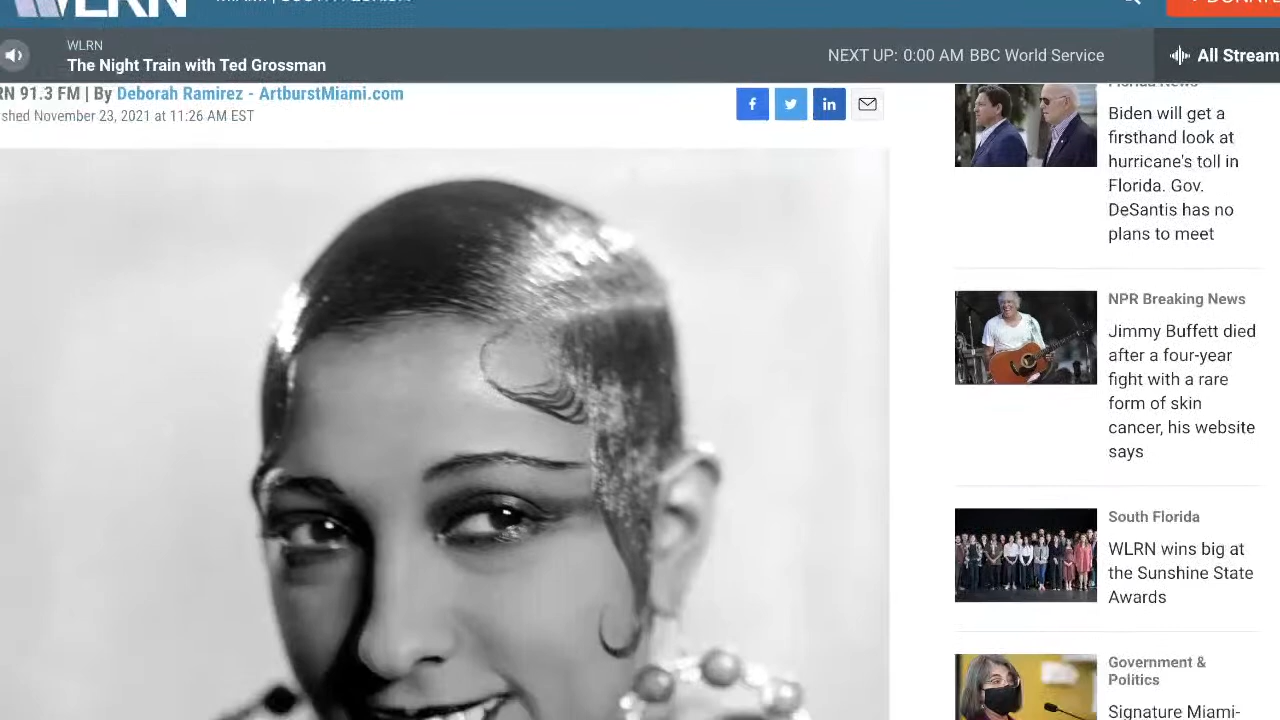 WLRN
WLRN
The Night Train with Ted Grossman
NEXT UP: 0:00 AM BBC World Service
All Stream
RN 91.3 FM | By Deborah Ramirez - ArtburstMiami.com
shed November 23, 2021 at 11:26 AM EST
Florida News
Biden will get a
firsthand look at
hurricane's toll in
Florida. Gov.
DeSantis has no
plans to meet
NPR Breaking News
Jimmy Buffett died
after a four-year
fight with a rare
form of skin
cancer, his website
says
South Florida
WLRN wins big at
the Sunshine State
Awards
Government &
Politics
Signature Miami-